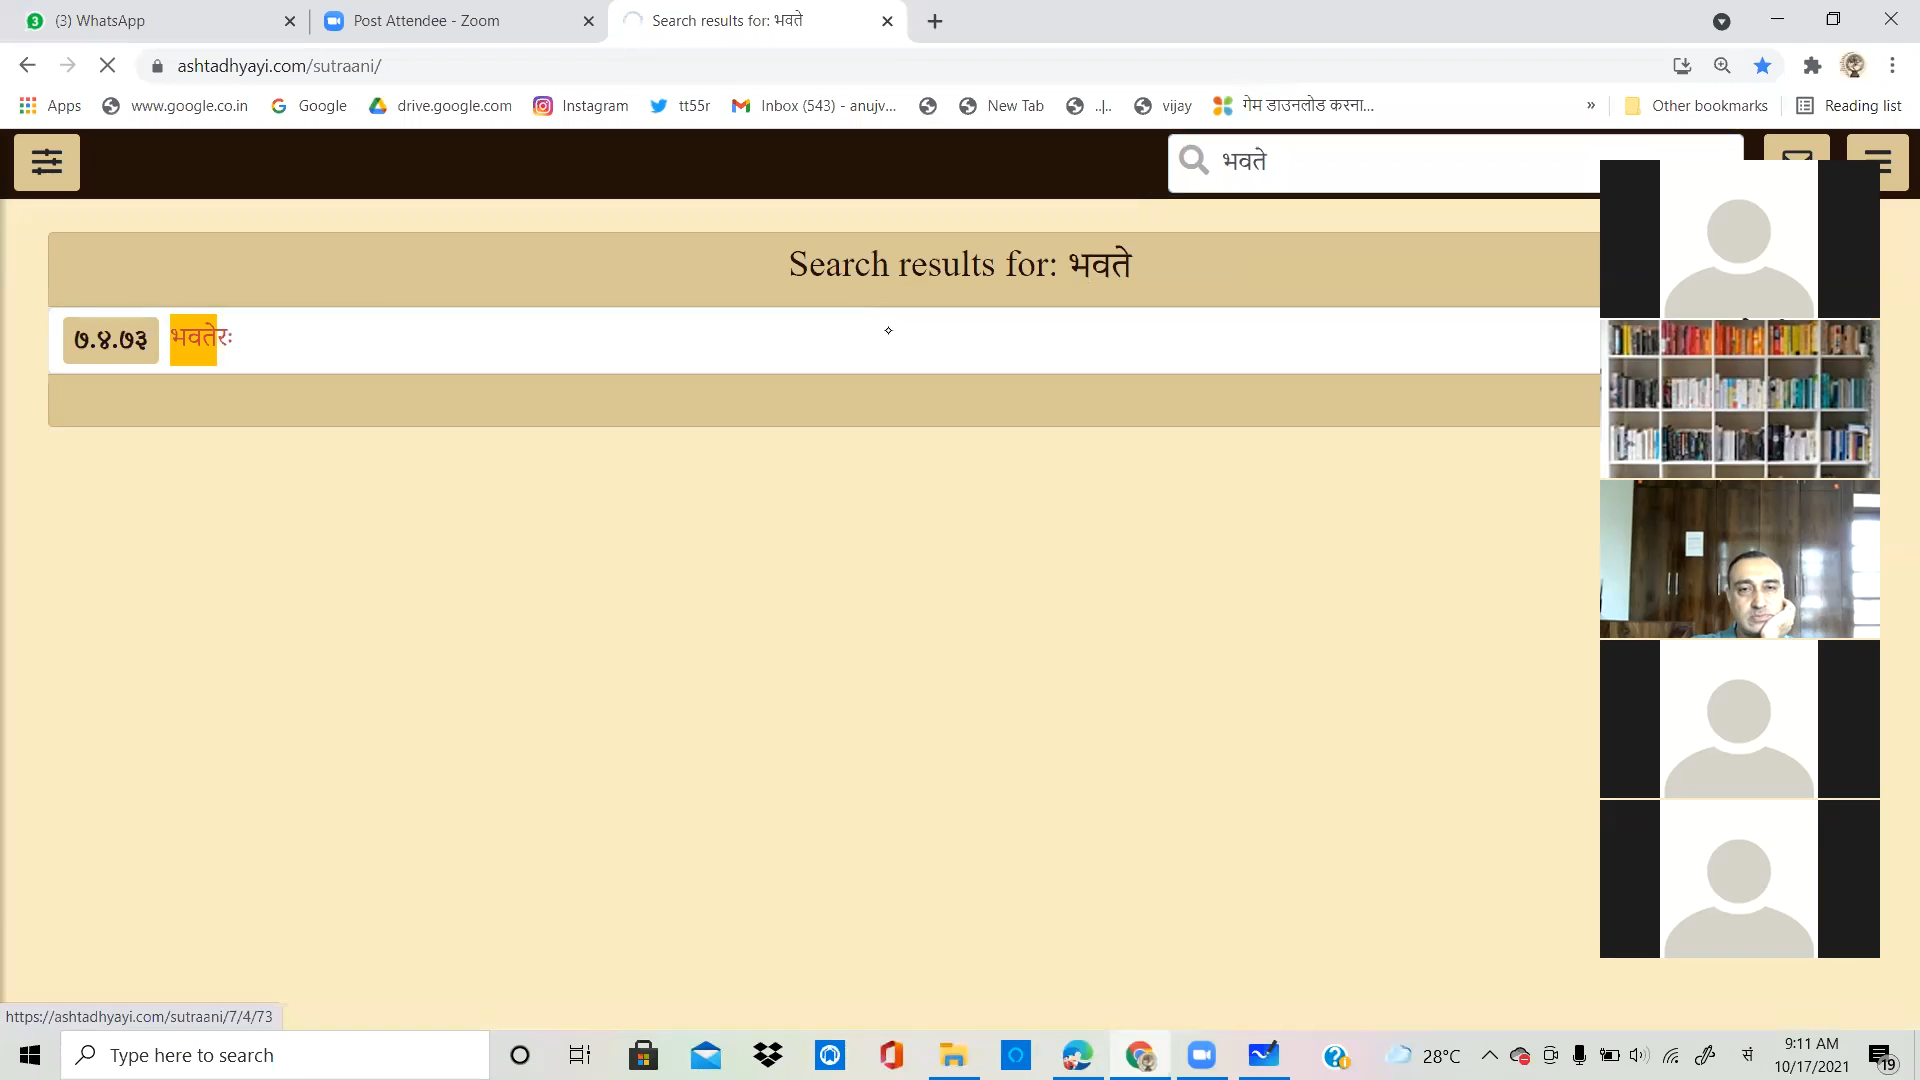 (3) WhatsApp
Post Attendee - Zoom
Search results for: भवते
ashtadhyayi.com/sutraani/
Apps
www.google.co.in
Google
drive.google.com
Instagram
tt55r
Inbox (543) - anujv...
New Tab
..|..
vijay
गेम डाउनलोड करना...
»
Other bookmarks
Reading list
भवते
Search results for: भवते
७.४.७३ भवतेरः
https://ashtadhyayi.com/sutraani/7/4/73
Type here to search
28°C
सं
9:11 AM
10/17/2021
19